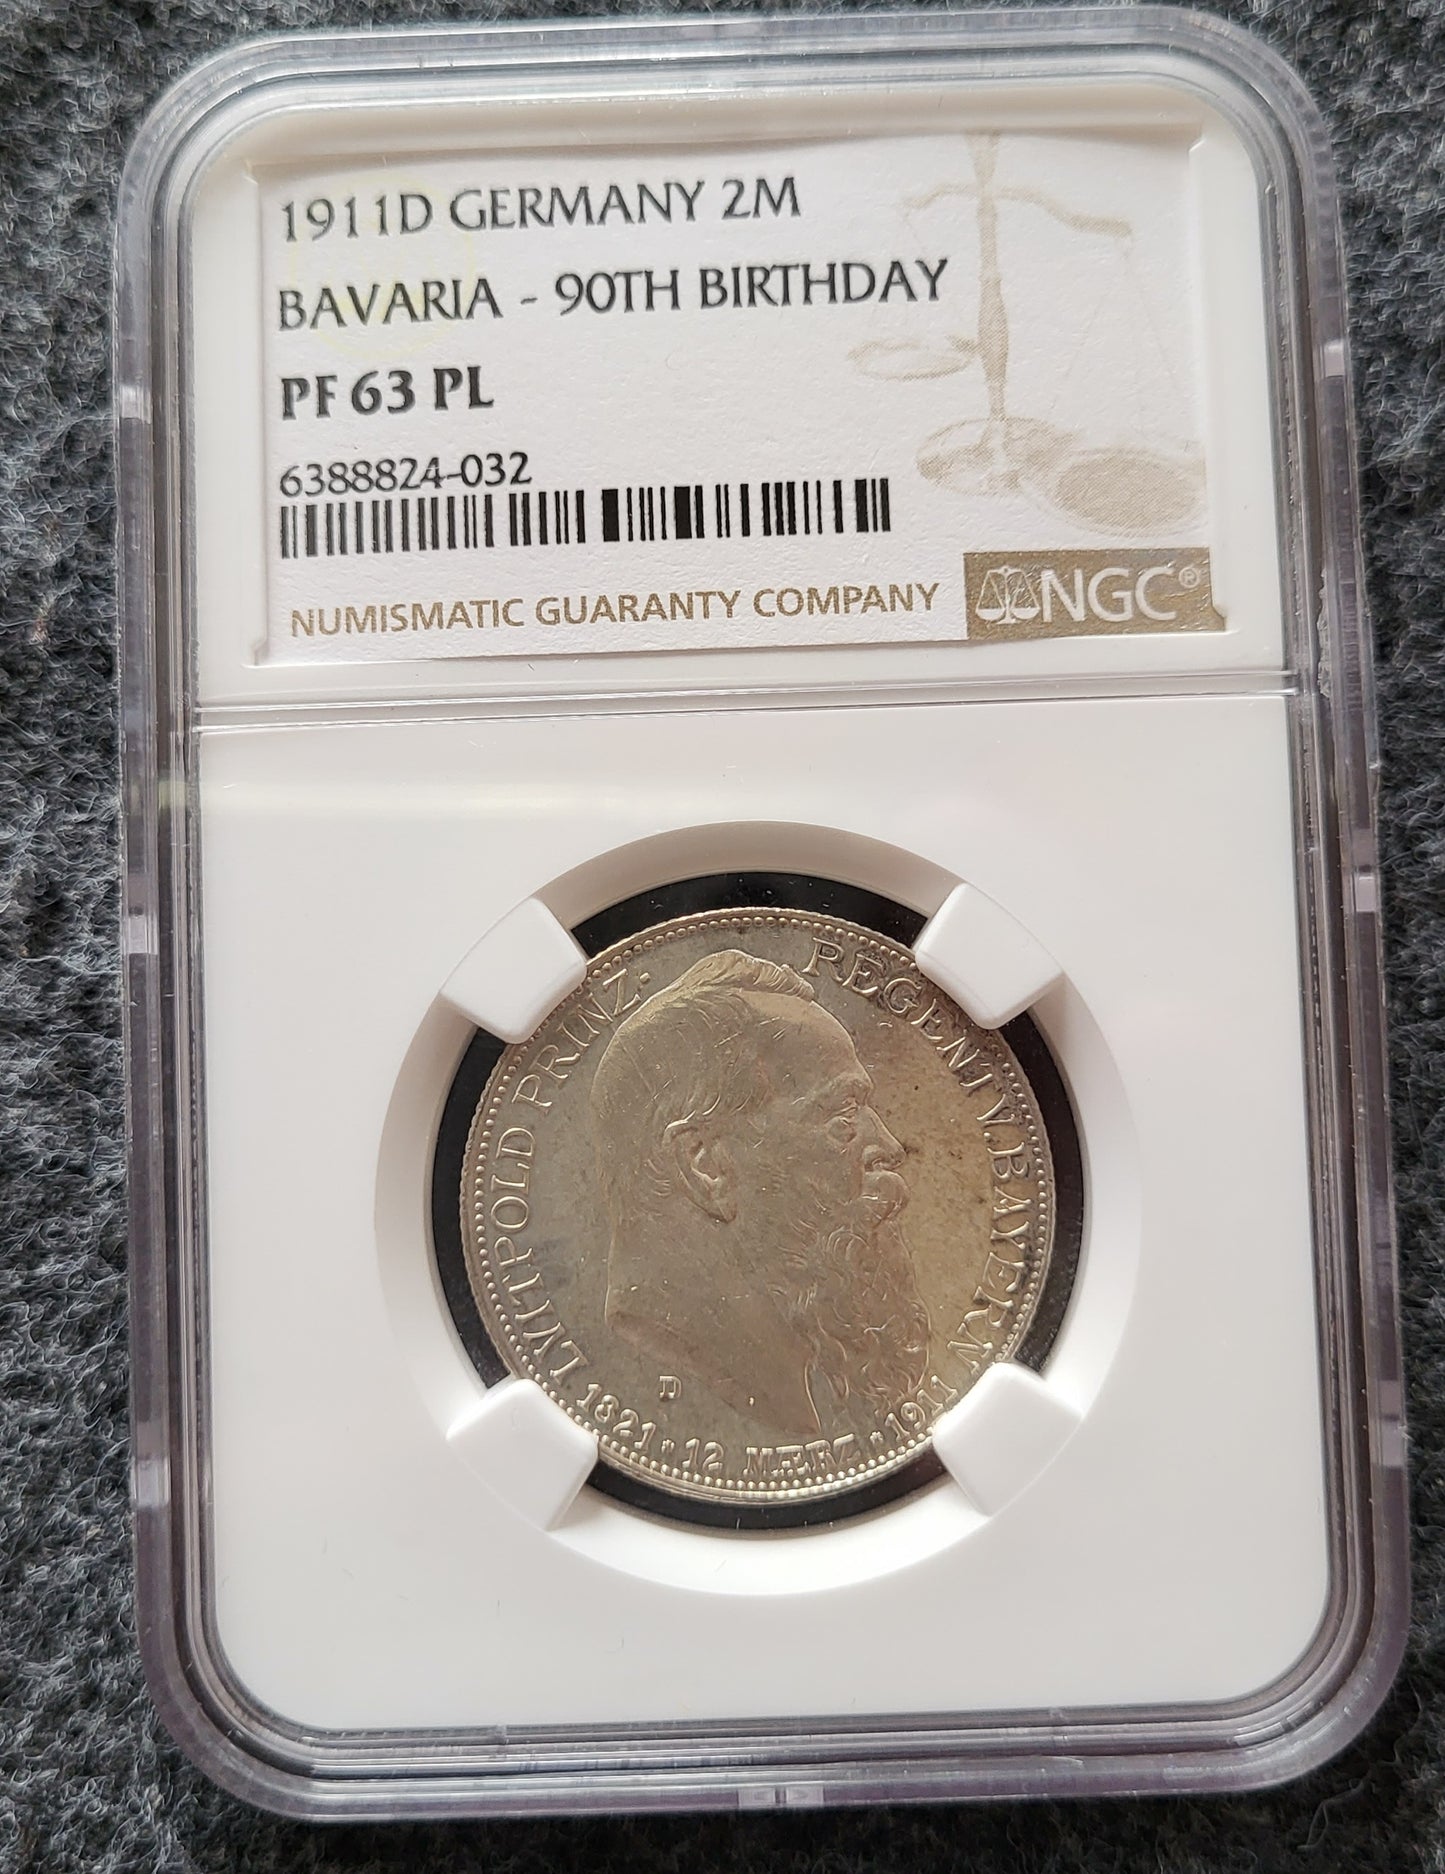 1911D GERMANY 2M
BAVARIA - 90TH BIRTHDAY
PF 63 PL
6388824-032
NUMISMATIC GUARANTY COMPANY
NGC®
LVITPOLD PRINZ- REGENT V. BAYERN
D
1821 * 12 MÆRZ * 1911